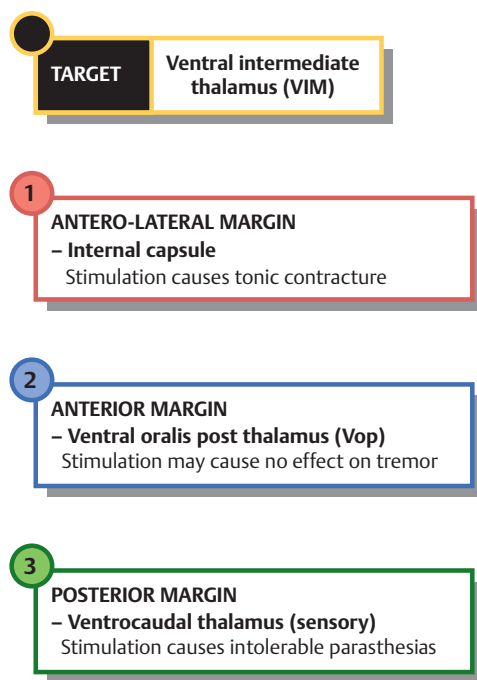 TARGET
Ventral intermediate
thalamus (VIM)
1
ANTERO-LATERAL MARGIN
– Internal capsule
Stimulation causes tonic contracture
2
ANTERIOR MARGIN
– Ventral oralis post thalamus (Vop)
Stimulation may cause no effect on tremor
3
POSTERIOR MARGIN
– Ventrocaudal thalamus (sensory)
Stimulation causes intolerable parasthesias